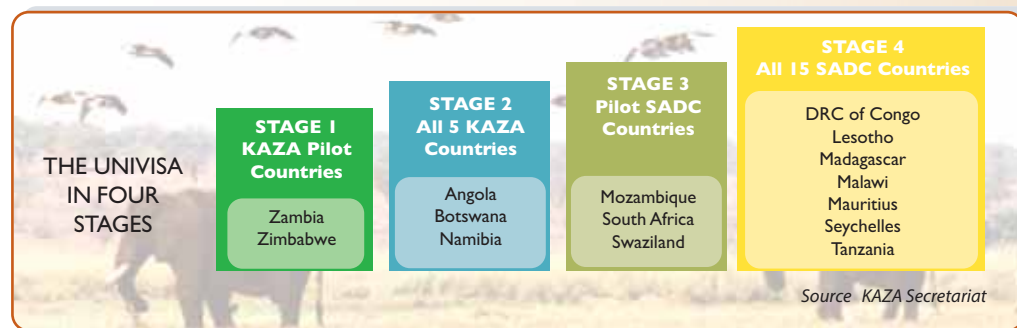 THE UNIVISA
IN FOUR
STAGES
STAGE 1
KAZA Pilot
Countries
Zambia
Zimbabwe
STAGE 2
All 5 KAZA
Countries
Angola
Botswana
Namibia
STAGE 3
Pilot SADC
Countries
Mozambique
South Africa
Swaziland
STAGE 4
All 15 SADC Countries
DRC of Congo
Lesotho
Madagascar
Malawi
Mauritius
Seychelles
Tanzania
Source KAZA Secretariat